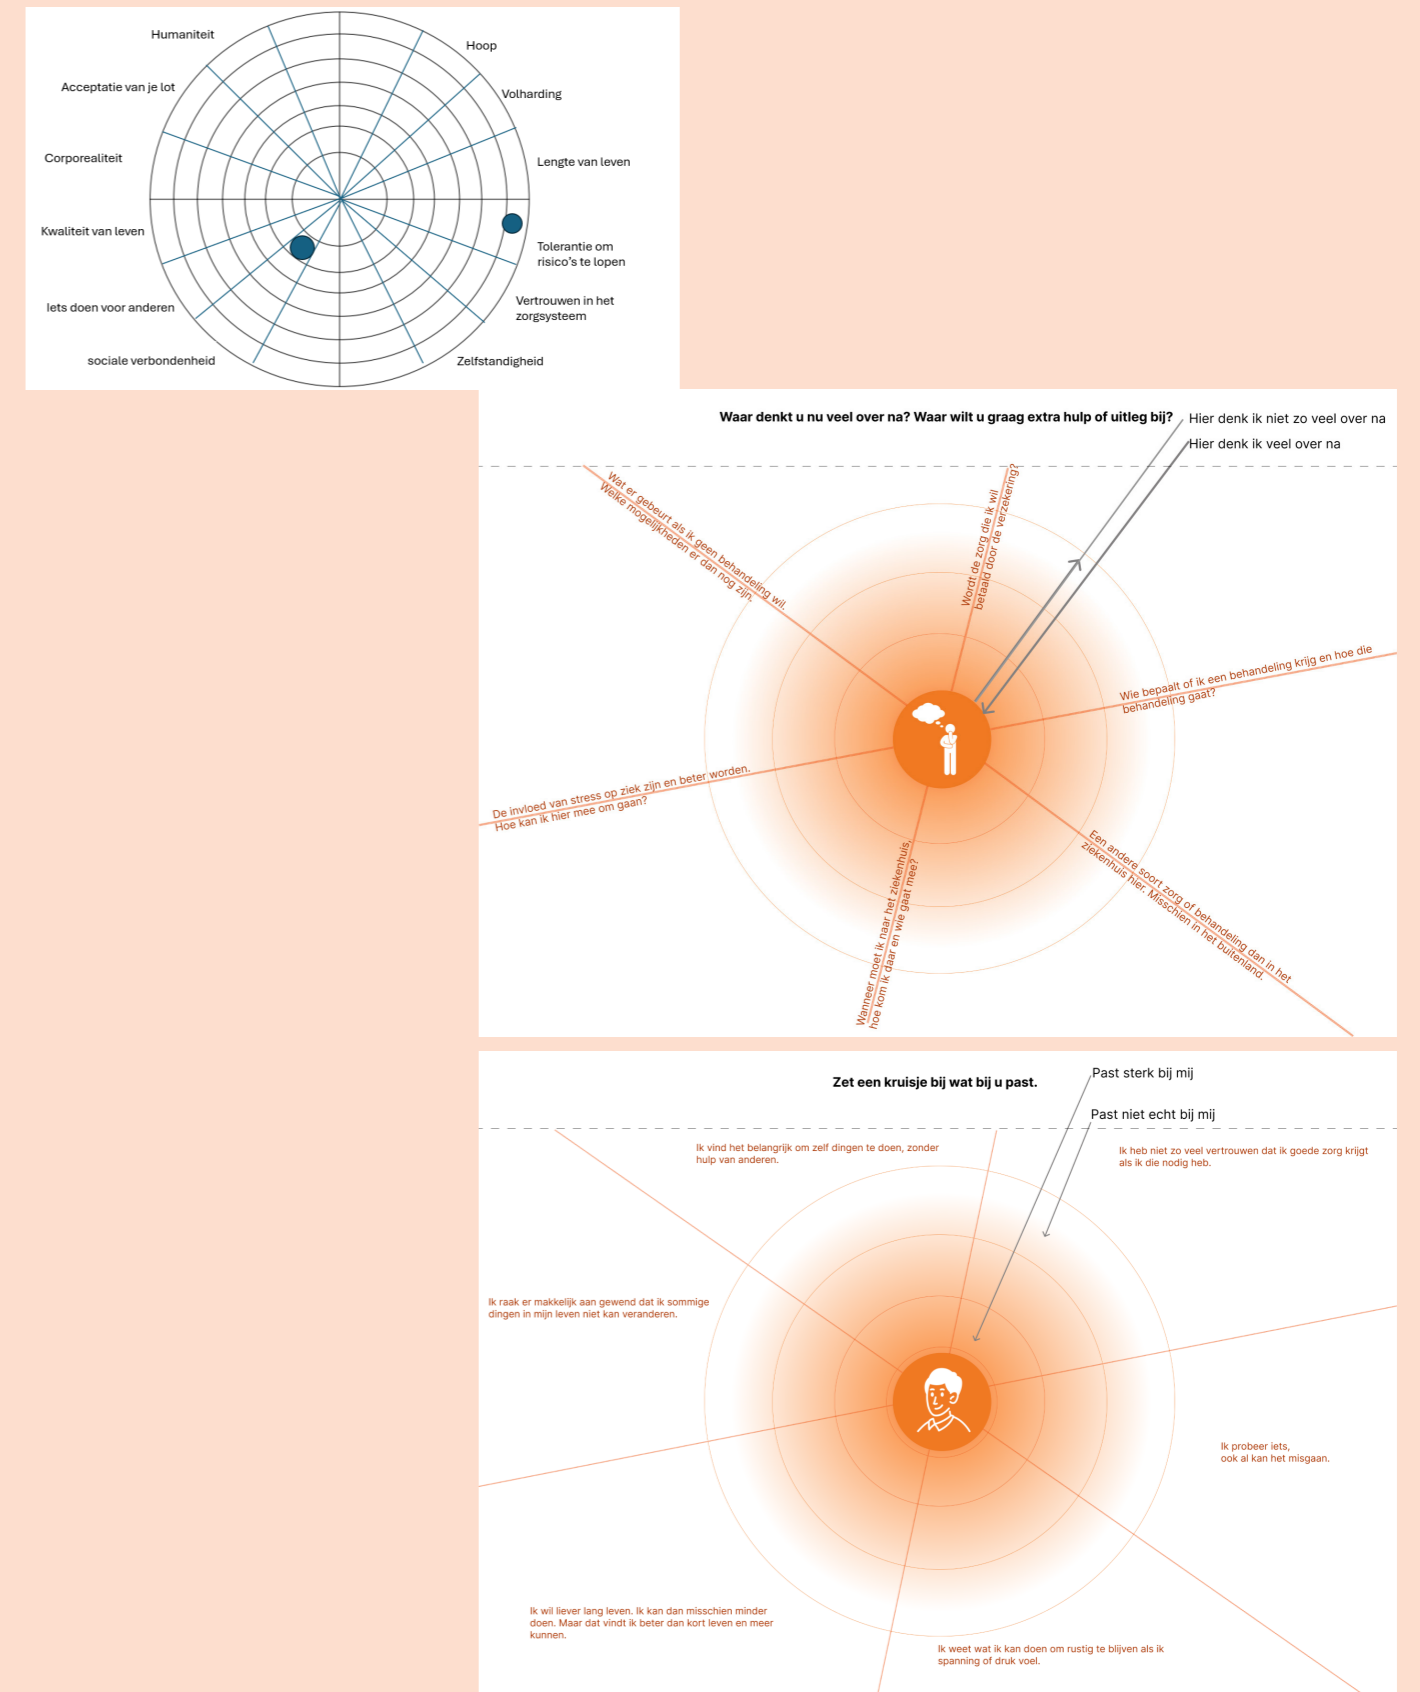 Humaniteit
Hoop
Acceptatie van je lot
Volharding
Corporealiteit
Lengte van leven
Kwaliteit van leven
Tolerantie om
risico's te lopen
Iets doen voor anderen
Vertrouwen in het
zorgsysteem
sociale verbondenheid
Zelfstandigheid
Waar denkt u nu veel over na? Waar wilt u graag extra hulp of uitleg bij?
Hier denk ik niet zo veel over na
Hier denk ik veel over na
Wat er gebeurt als ik geen behandeling wil.
Welke mogelijkheden er dan nog zijn.
Wordt de zorg die ik wil
betaald door de verzekering?
Wie bepaalt of ik een behandeling krijg en hoe die
behandeling gaat?
De invloed van stress op ziek zijn en beter worden.
Hoe kan ik hier mee om gaan?
Wanneer moet ik naar het ziekenhuis,
hoe kom ik daar en wie gaat mee?
Een andere soort zorg of behandeling dan in het
ziekenhuis hier. Misschien in het buitenland.
Zet een kruisje bij wat bij u past.
Past sterk bij mij
Past niet echt bij mij
Ik vind het belangrijk om zelf dingen te doen, zonder
hulp van anderen.
Ik heb niet zo veel vertrouwen dat ik goede zorg krijgt
als ik die nodig heb.
Ik raak er makkelijk aan gewend dat ik sommige
dingen in mijn leven niet kan veranderen.
Ik probeer iets,
ook al kan het misgaan.
Ik wil liever lang leven. Ik kan dan misschien minder
doen. Maar dat vindt ik beter dan kort leven en meer
kunnen.
Ik weet wat ik kan doen om rustig te blijven als ik
spanning of druk voel.